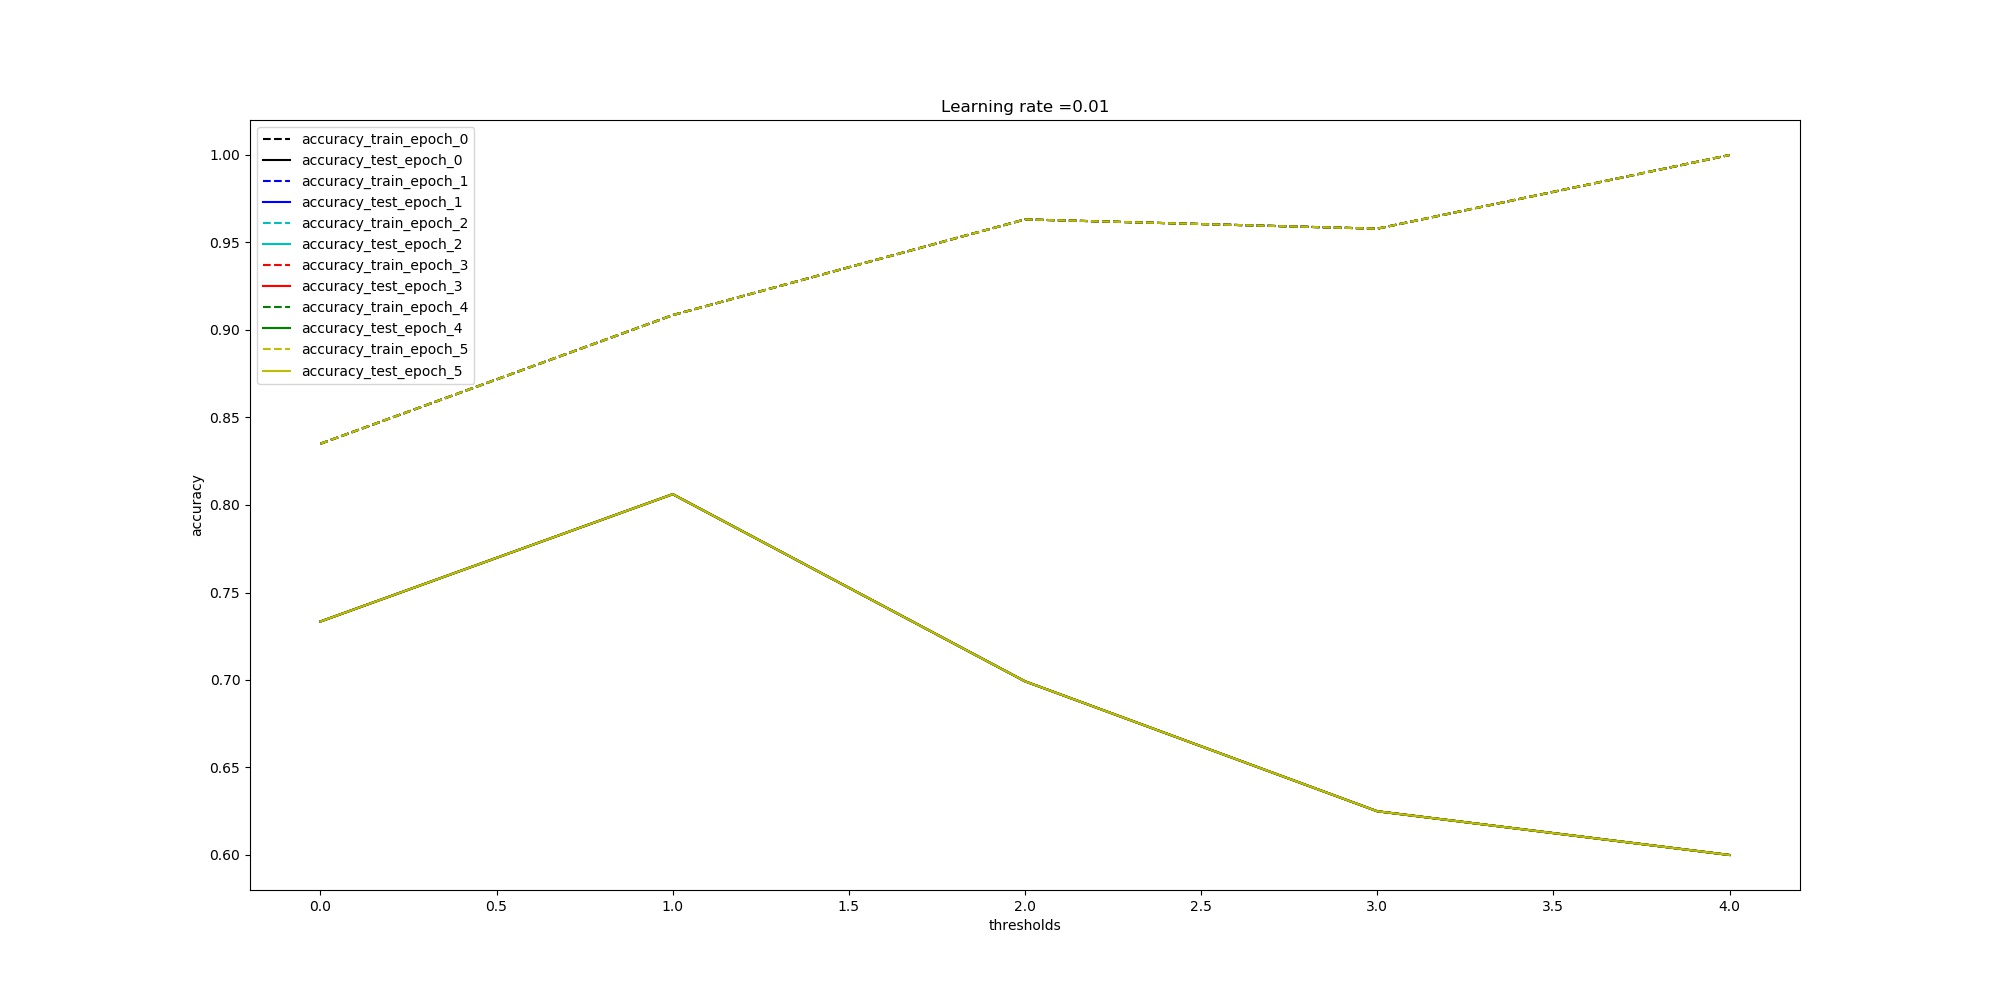 Learning rate =0.01
accuracy_train_epoch_0
accuracy_test_epoch_0
accuracy_train_epoch_1
accuracy_test_epoch_1
accuracy_train_epoch_2
accuracy_test_epoch_2
accuracy_train_epoch_3
accuracy_test_epoch_3
accuracy_train_epoch_4
accuracy_test_epoch_4
accuracy_train_epoch_5
accuracy_test_epoch_5
1.00
0.95
0.90
0.85
0.80
0.75
0.70
0.65
0.60
accuracy
0.0 0.5 1.0 1.5 2.0 2.5 3.0 3.5 4.0
thresholds